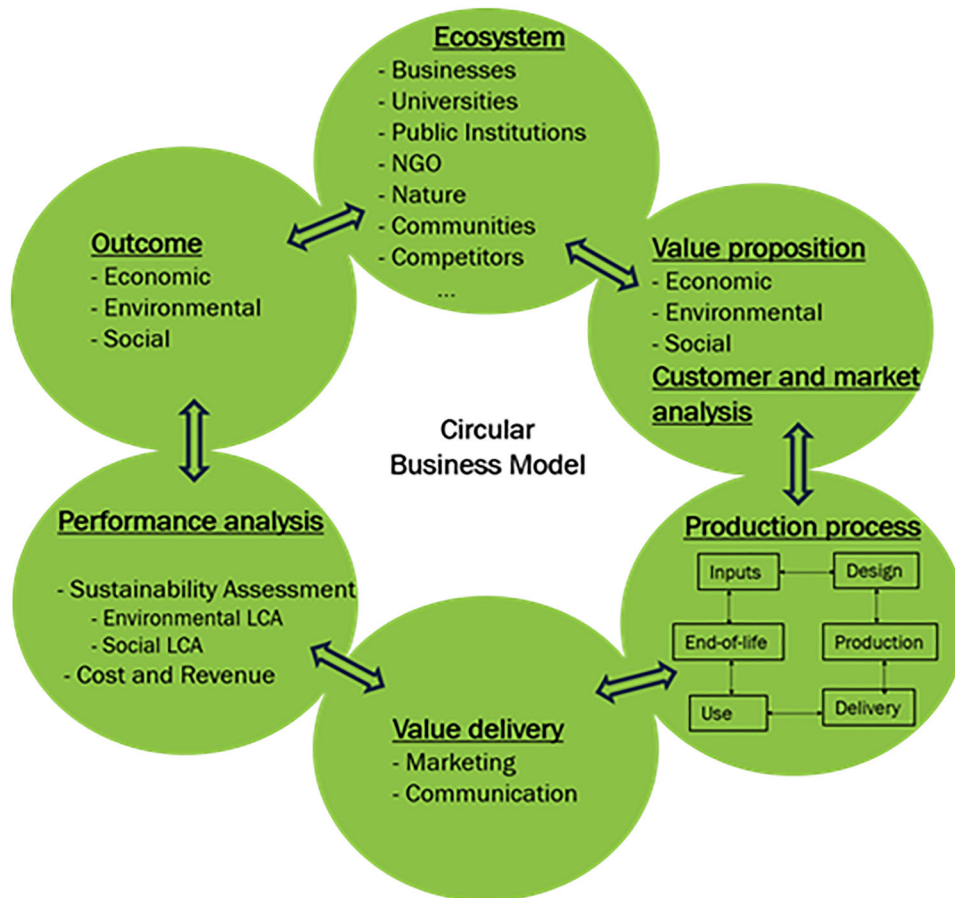 Ecosystem
- Businesses
- Universities
- Public Institutions
- NGO
- Nature
- Communities
- Competitors
...
Value proposition
- Economic
- Environmental
- Social
Customer and market
analysis
Production process
Inputs
Design
End-of-life
Production
Use
Delivery
Value delivery
- Marketing
- Communication
Performance analysis
- Sustainability Assessment
- Environmental LCA
- Social LCA
- Cost and Revenue
Outcome
- Economic
- Environmental
- Social
Circular
Business Model